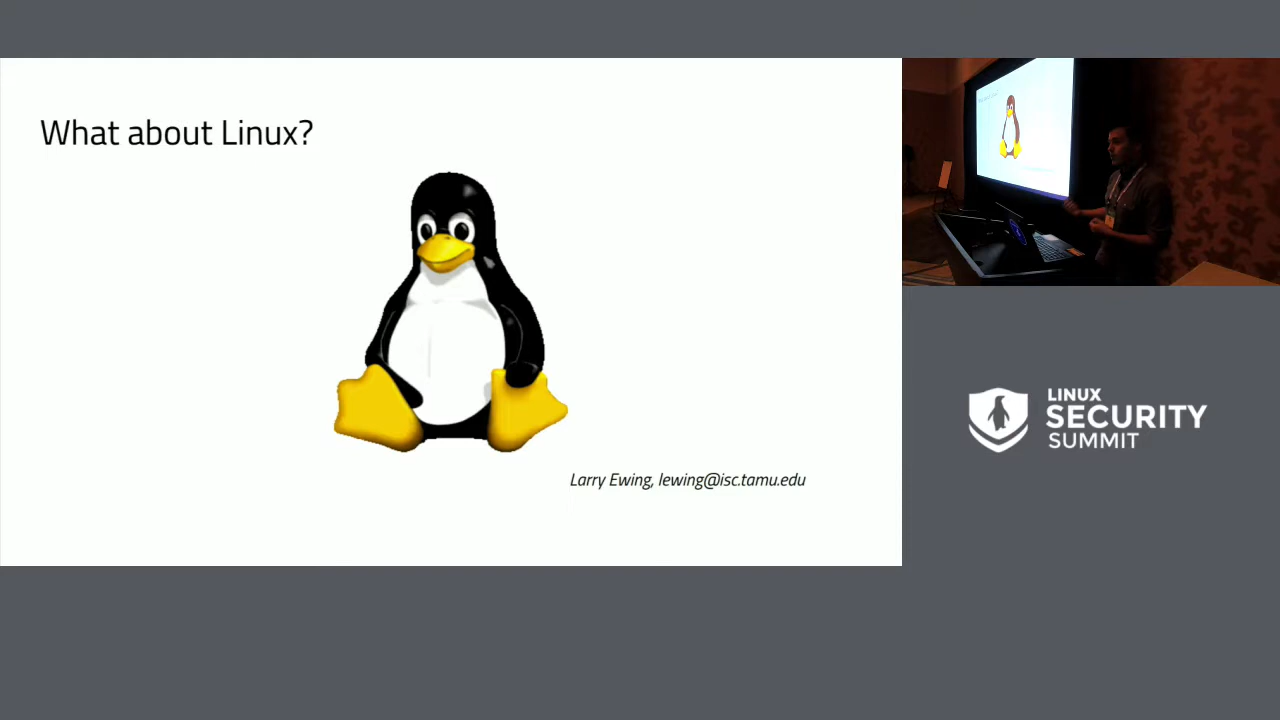 What about Linux?
Larry Ewing, lewing@isc.tamu.edu
LINUX
SECURITY
SUMMIT